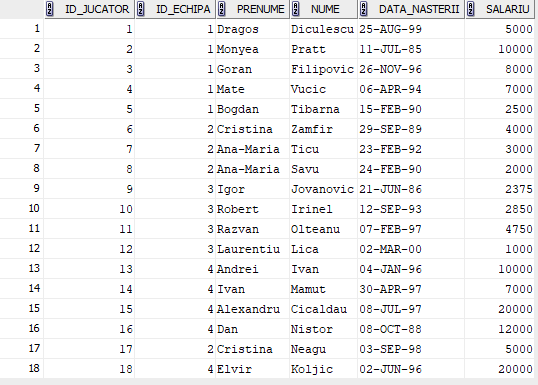 ID_JUCATOR ID_ECHIPA PRENUME NUME DATA_NASTERII SALARIU
1 1 1 Dragos Diculescu 25-AUG-99 5000
2 2 1 Monyea Pratt 11-JUL-85 10000
3 3 1 Goran Filipovic 26-NOV-96 8000
4 4 1 Mate Vucic 06-APR-94 7000
5 5 1 Bogdan Tibarna 15-FEB-90 2500
6 6 2 Cristina Zamfir 29-SEP-89 4000
7 7 2 Ana-Maria Ticu 23-FEB-92 3000
8 8 2 Ana-Maria Savu 24-FEB-90 2000
9 9 3 Igor Jovanovic 21-JUN-86 2375
10 10 3 Robert Irinel 12-SEP-93 2850
11 11 3 Razvan Olteanu 07-FEB-97 4750
12 12 3 Laurentiu Lica 02-MAR-00 1000
13 13 4 Andrei Ivan 04-JAN-96 10000
14 14 4 Ivan Mamut 30-APR-97 7000
15 15 4 Alexandru Cicaldau 08-JUL-97 20000
16 16 4 Dan Nistor 08-OCT-88 12000
17 17 2 Cristina Neagu 03-SEP-98 5000
18 18 4 Elvir Koljic 02-JUN-96 20000